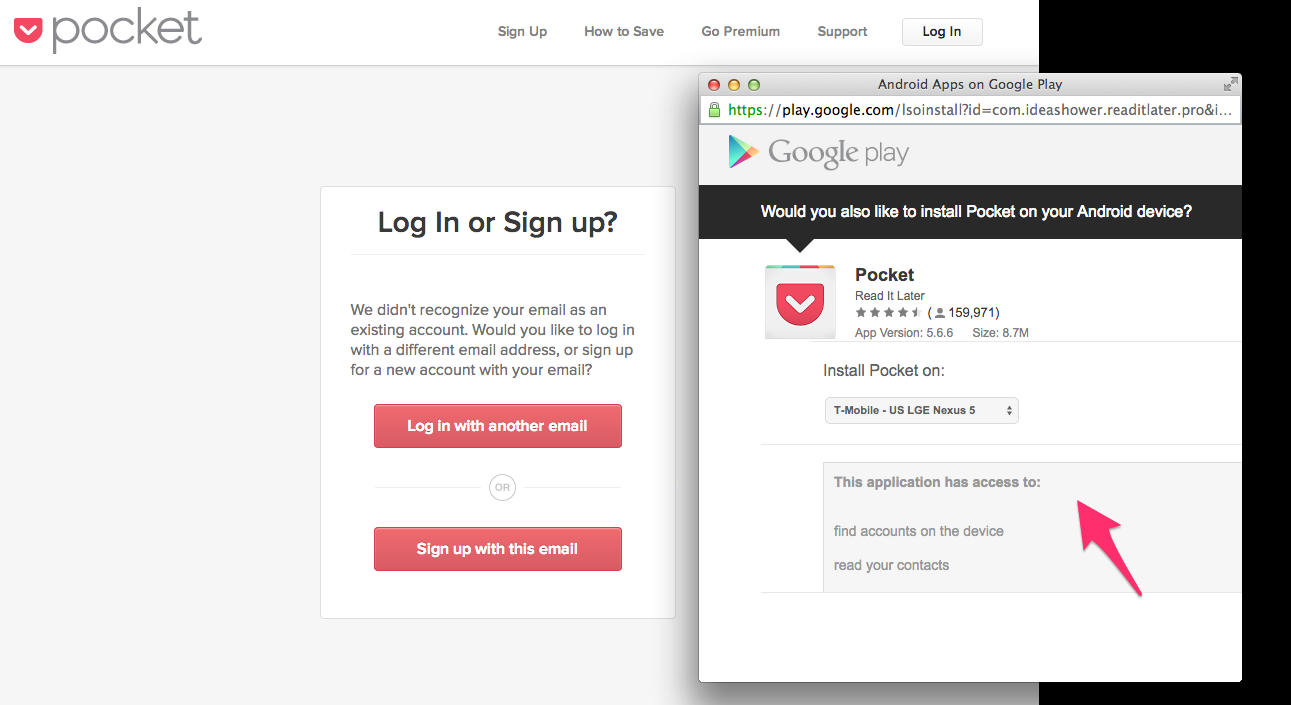 pocket
Sign Up
How to Save
Go Premium
Support
Log In
Log In or Sign up?
We didn't recognize your email as an
existing account. Would you like to log in
with a different email address, or sign up
for a new account with your email?
Log in with another email
OR
Sign up with this email
Android Apps on Google Play
https://play.google.com/lsoinstall?id=com.ideashower.readitlater.pro&i...
Google play
Would you also like to install Pocket on your Android device?
Pocket
Read It Later
(159,971)
App Version: 5.6.6 Size: 8.7M
Install Pocket on:
T-Mobile - US LGE Nexus 5
This application has access to:
find accounts on the device
read your contacts